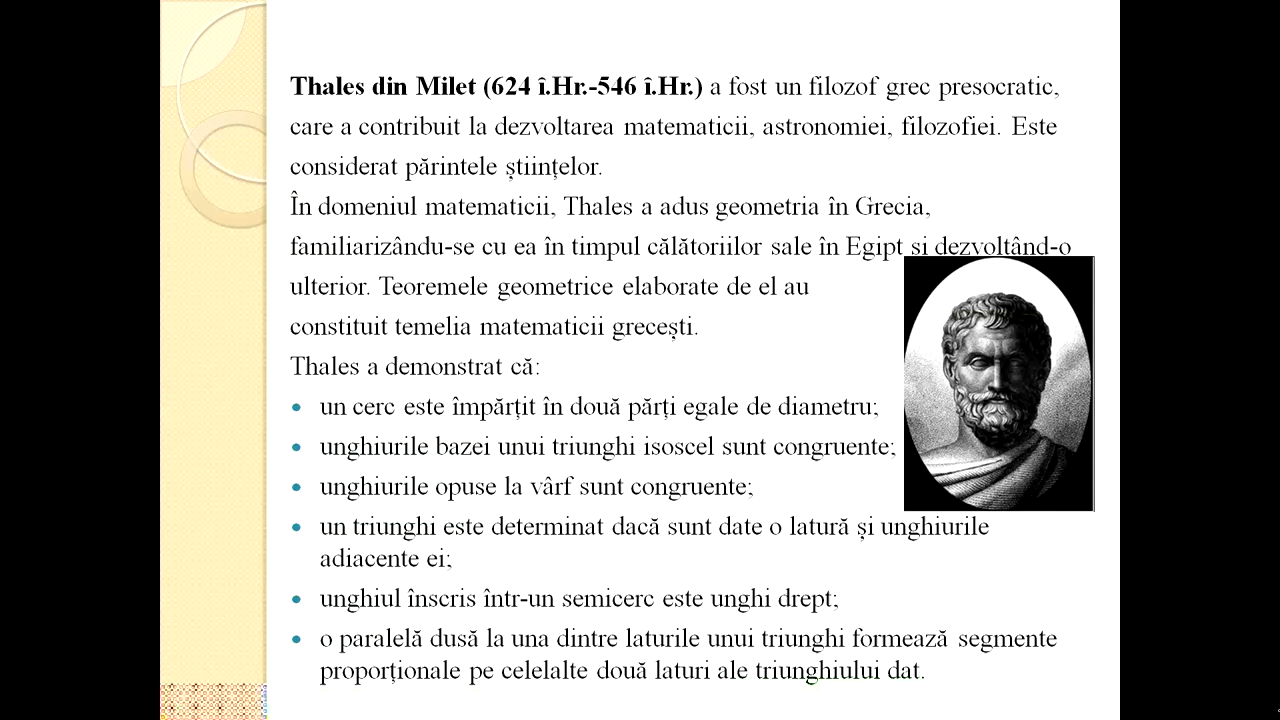 Thales din Milet (624 î.Hr.-546 î.Hr.) a fost un filozof grec presocratic,
care a contribuit la dezvoltarea matematicii, astronomiei, filozofiei. Este
considerat părintele științelor.
În domeniul matematicii, Thales a adus geometria în Grecia,
familiarizându-se cu ea în timpul călătoriilor sale în Egipt si dezvoltând-o
ulterior. Teoremele geometrice elaborate de el au
constituit temelia matematicii grecești.
Thales a demonstrat că:
• un cerc este împărțit în două părți egale de diametru;
• unghiurile bazei unui triunghi isoscel sunt congruente;
• unghiurile opuse la vârf sunt congruente;
• un triunghi este determinat dacă sunt date o latură și unghiurile
adiacente ei;
• unghiul înscris într-un semicerc este unghi drept;
• o paralelă dusă la una dintre laturile unui triunghi formează segmente
proporționale pe celelalte două laturi ale triunghiului dat.